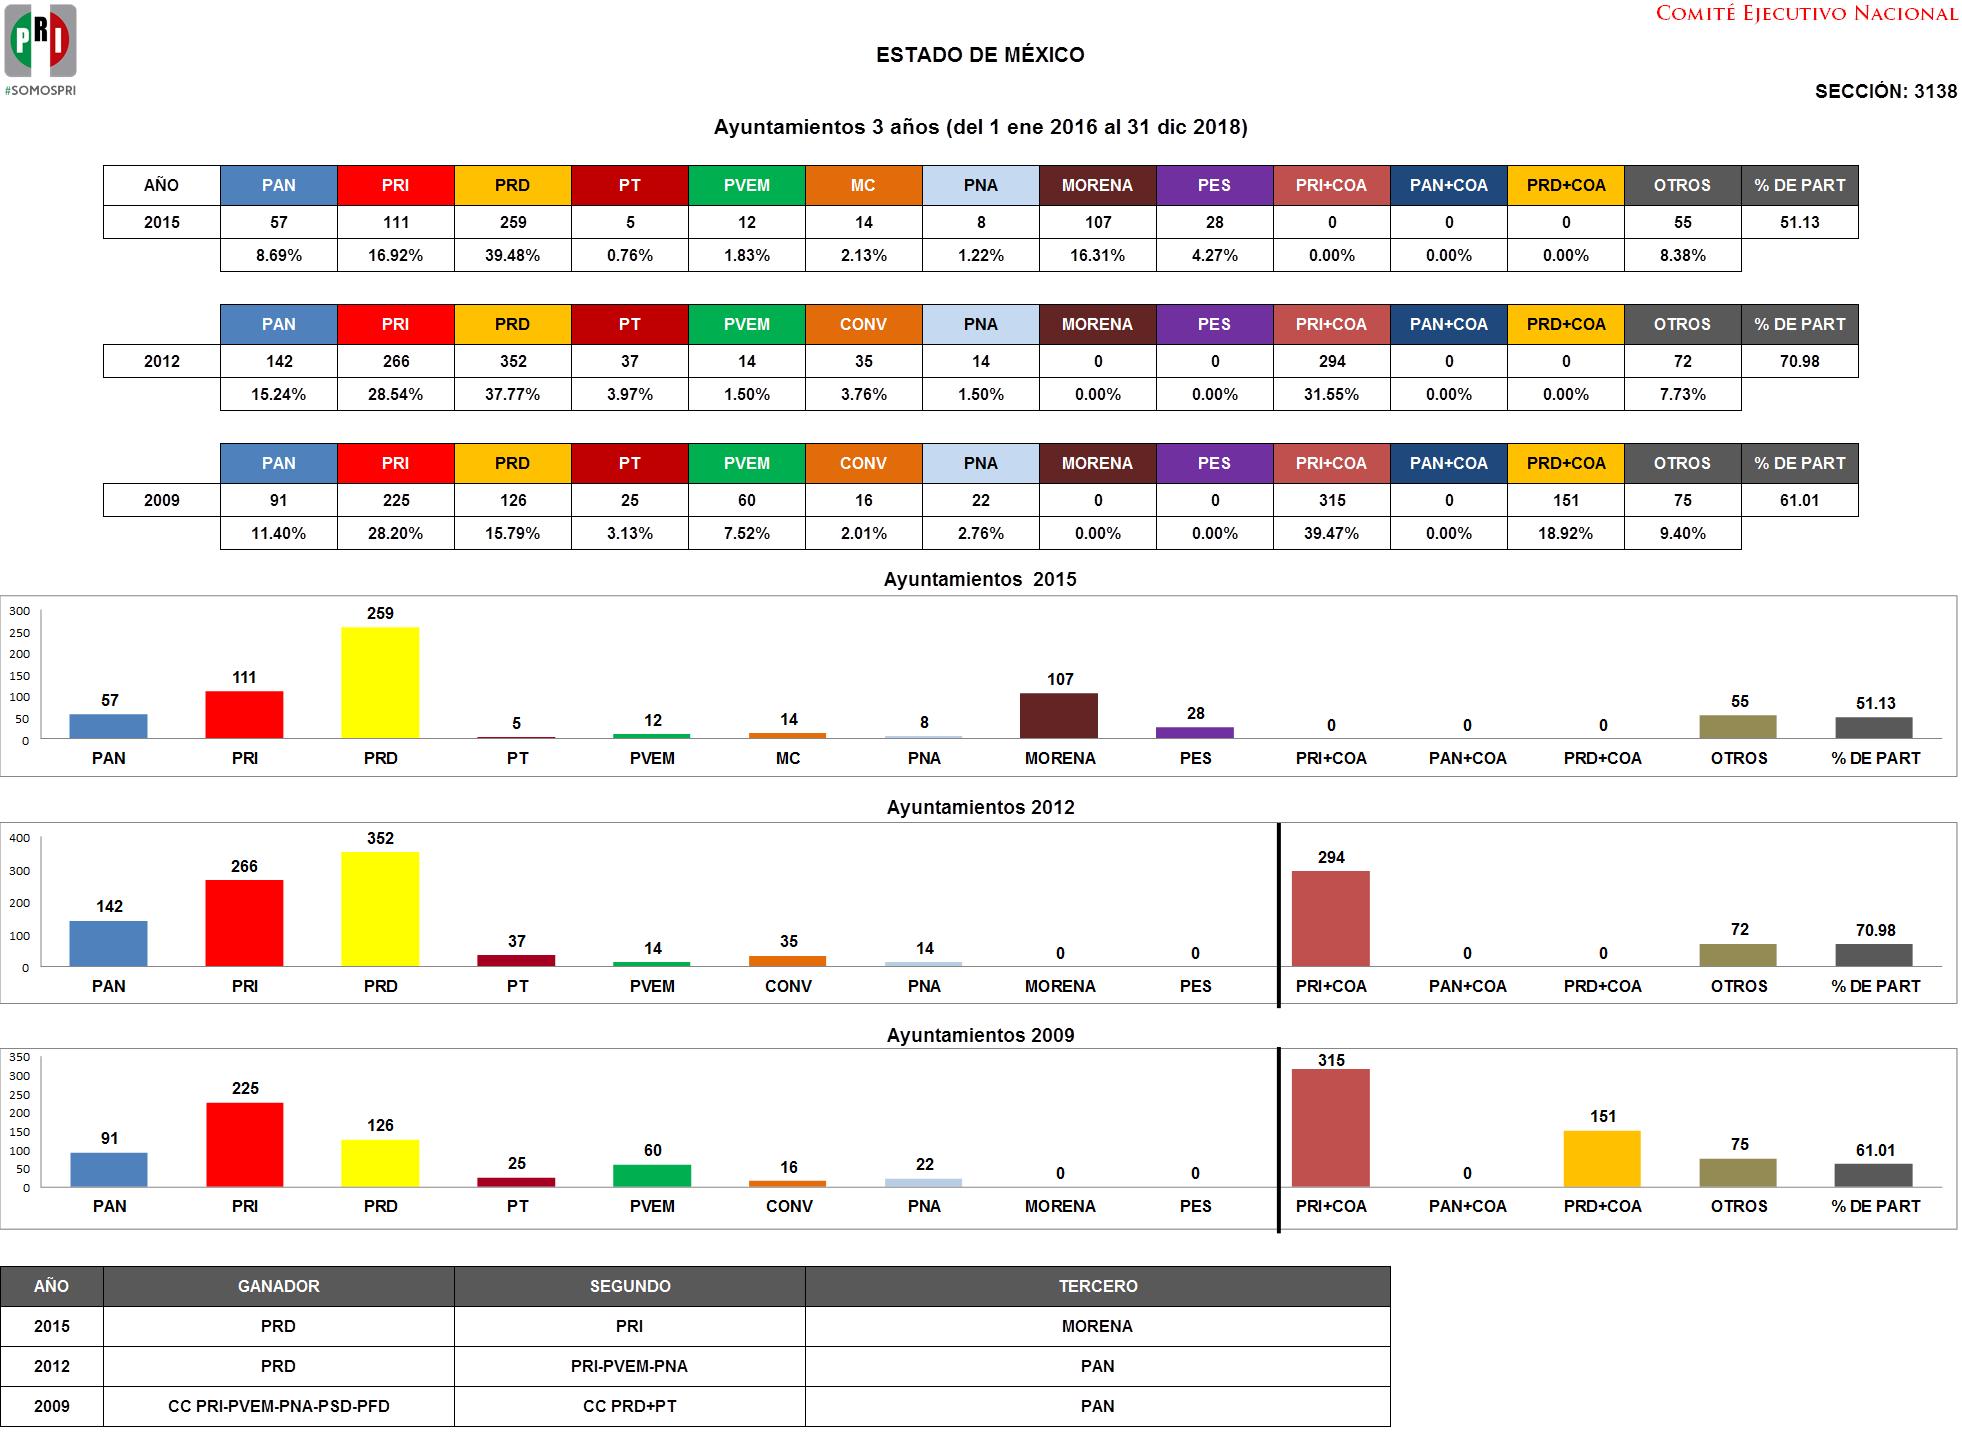 PRI
#SOMOSPRI
COMITÉ EJECUTIVO NACIONAL
ESTADO DE MÉXICO
SECCIÓN: 3138
Ayuntamientos 3 años (del 1 ene 2016 al 31 dic 2018)
AÑO PAN PRI PRD PT PVEM MC PNA MORENA PES PRI+COA PAN+COA PRD+COA OTROS % DE PART
2015 57 111 259 5 12 14 8 107 28 0 0 0 55 51.13
8.69% 16.92% 39.48% 0.76% 1.83% 2.13% 1.22% 16.31% 4.27% 0.00% 0.00% 0.00% 8.38%
PAN PRI PRD PT PVEM CONV PNA MORENA PES PRI+COA PAN+COA PRD+COA OTROS % DE PART
2012 142 266 352 37 14 35 14 0 0 294 0 0 72 70.98
15.24% 28.54% 37.77% 3.97% 1.50% 3.76% 1.50% 0.00% 0.00% 31.55% 0.00% 0.00% 7.73%
PAN PRI PRD PT PVEM CONV PNA MORENA PES PRI+COA PAN+COA PRD+COA OTROS % DE PART
2009 91 225 126 25 60 16 22 0 0 315 0 151 75 61.01
11.40% 28.20% 15.79% 3.13% 7.52% 2.01% 2.76% 0.00% 0.00% 39.47% 0.00% 18.92% 9.40%
Ayuntamientos 2015
300
250
200
150
100
50
0
57 111 259 5 12 14 8 107 28 0 0 0 55 51.13
PAN PRI PRD PT PVEM MC PNA MORENA PES PRI+COA PAN+COA PRD+COA OTROS % DE PART
Ayuntamientos 2012
400
300
200
100
0
142 266 352 37 14 35 14 0 0 294 0 0 72 70.98
PAN PRI PRD PT PVEM CONV PNA MORENA PES PRI+COA PAN+COA PRD+COA OTROS % DE PART
Ayuntamientos 2009
350
300
250
200
150
100
50
0
91 225 126 25 60 16 22 0 0 315 0 151 75 61.01
PAN PRI PRD PT PVEM CONV PNA MORENA PES PRI+COA PAN+COA PRD+COA OTROS % DE PART
AÑO GANADOR SEGUNDO TERCERO
2015 PRD PRI MORENA
2012 PRD PRI-PVEM-PNA PAN
2009 CC PRI-PVEM-PNA-PSD-PFD CC PRD+PT PAN